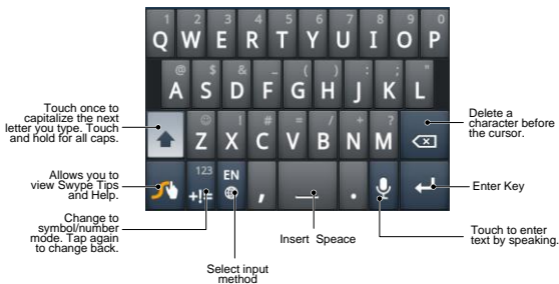 1 2 3 4 5 6 7 8 9 0
Q W E R T Y U I O P
@ $ & _ ( ) : ; "
A S D F G H J K L
Touch once to
capitalize the next
letter you type. Touch
and hold for all caps.
! # = / + ?
Z X C V B N M
Delete a
character before
the cursor.
Allows you to
view Swype Tips
and Help.
123
+!=
EN
, .
Enter Key
Change to
symbol/number
mode. Tap again
to change back.
Select input
method
Insert Speace
Touch to enter
text by speaking.